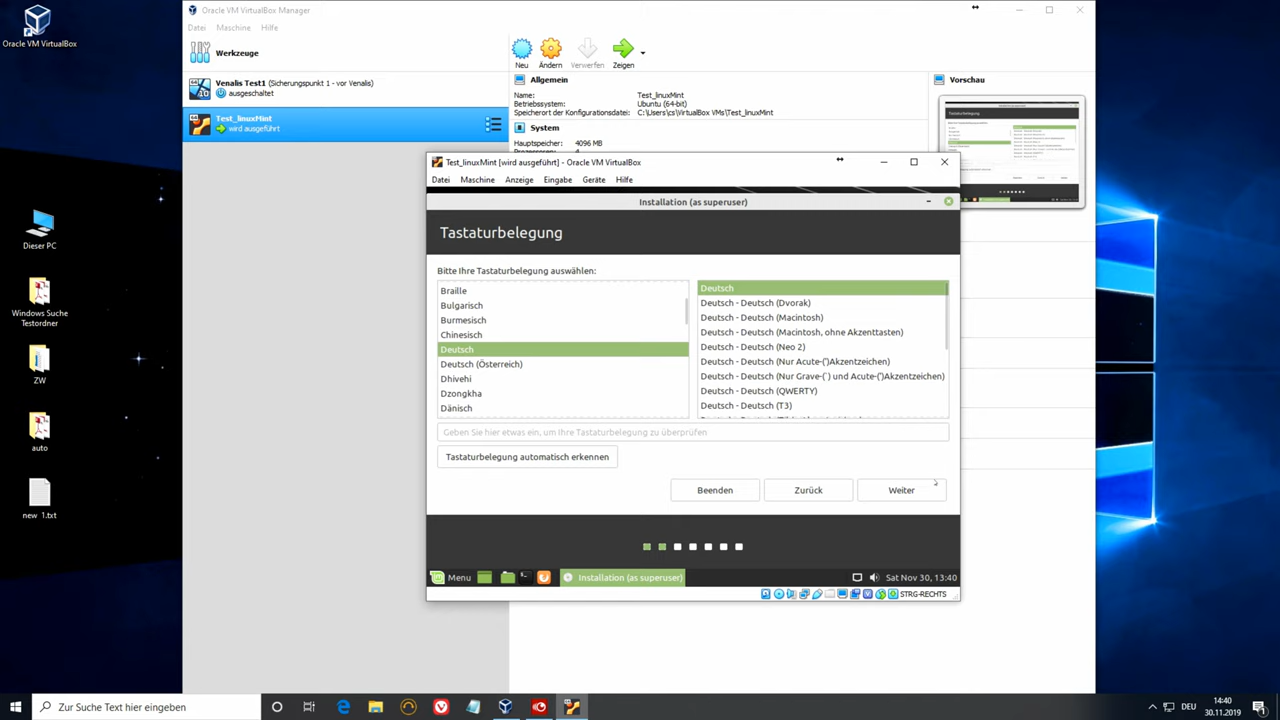 Oracle VM VirtualBox
Oracle VM VirtualBox Manager
Datei Maschine Hilfe
Werkzeuge
Neu Ändern Verwerfen Zeigen
Venalis Test1 (Sicherungspunkt 1 - vor Venalis)
ausgeschaltet
Test_linuxMint
wird ausgeführt
Allgemein
Name: Test_linuxMint
Betriebssystem: Ubuntu (64-bit)
Speicherort der Konfigurationsdatei: C:\Users\cs\VirtualBox VMs\Test_linuxMint
System
Hauptspeicher: 4096 MB
Vorschau
Test_linuxMint [wird ausgeführt] - Oracle VM VirtualBox
Datei Maschine Anzeige Eingabe Geräte Hilfe
Installation (as superuser)
Tastaturbelegung
Bitte Ihre Tastaturbelegung auswählen:
Braille
Bulgarisch
Burmesisch
Chinesisch
Deutsch
Deutsch (Österreich)
Dhivehi
Dzongkha
Dänisch
Deutsch
Deutsch - Deutsch (Dvorak)
Deutsch - Deutsch (Macintosh)
Deutsch - Deutsch (Macintosh, ohne Akzenttasten)
Deutsch - Deutsch (Neo 2)
Deutsch - Deutsch (Nur Acute-(')Akzentzeichen)
Deutsch - Deutsch (Nur Grave-(`) und Acute-(')Akzentzeichen)
Deutsch - Deutsch (QWERTY)
Deutsch - Deutsch (T3)
Geben Sie hier etwas ein, um Ihre Tastaturbelegung zu überprüfen
Tastaturbelegung automatisch erkennen
Beenden Zurück Weiter
Menu Installation (as superuser) Sat Nov 30, 13:40
STRG-RECHTS
Dieser PC
Windows Suche
Testordner
ZW
auto
new_1.txt
Zur Suche Text hier eingeben
DEU
14:40
30.11.2019